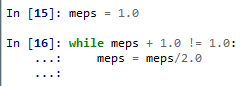 In [15]: meps = 1.0
In [16]: while meps + 1.0 != 1.0:
...: meps = meps/2.0
...: